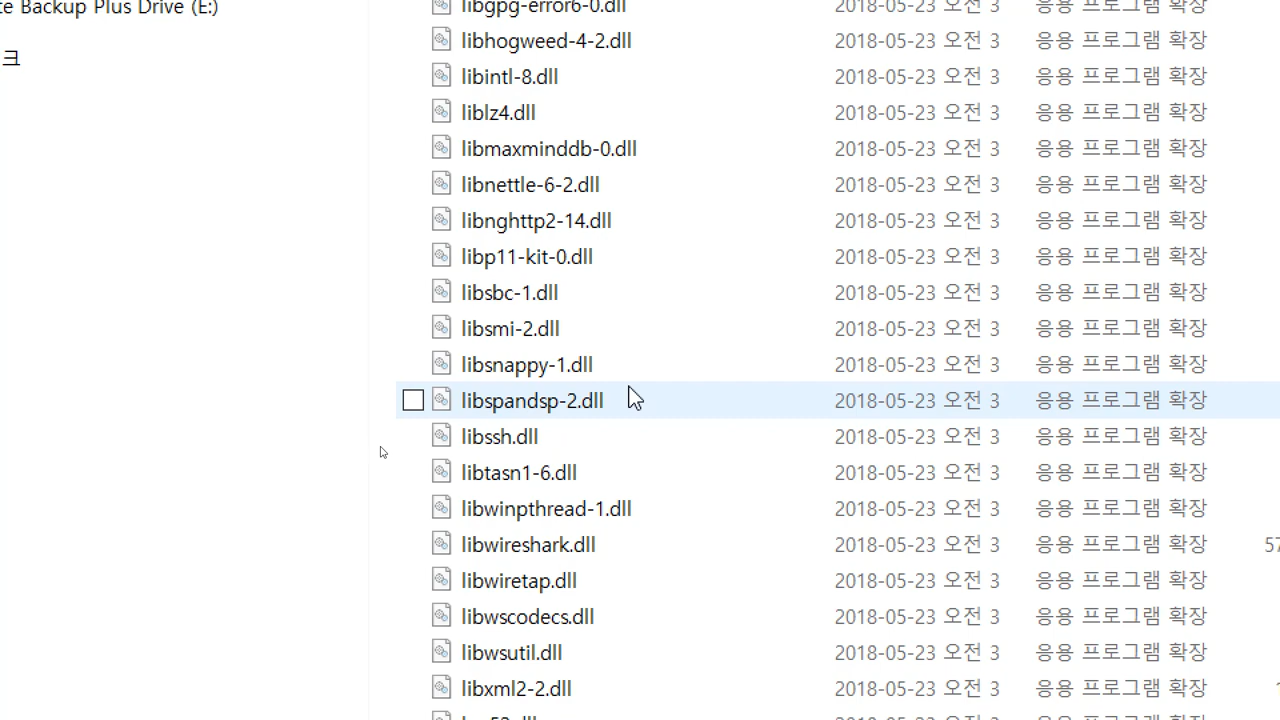 te Backup Plus Drive (E:)
크
libgpg-error6-0.dll 2018-05-23 오전 3 응용 프로그램 확장
libhogweed-4-2.dll 2018-05-23 오전 3 응용 프로그램 확장
libintl-8.dll 2018-05-23 오전 3 응용 프로그램 확장
liblz4.dll 2018-05-23 오전 3 응용 프로그램 확장
libmaxminddb-0.dll 2018-05-23 오전 3 응용 프로그램 확장
libnettle-6-2.dll 2018-05-23 오전 3 응용 프로그램 확장
libnghttp2-14.dll 2018-05-23 오전 3 응용 프로그램 확장
libp11-kit-0.dll 2018-05-23 오전 3 응용 프로그램 확장
libsbc-1.dll 2018-05-23 오전 3 응용 프로그램 확장
libsmi-2.dll 2018-05-23 오전 3 응용 프로그램 확장
libsnappy-1.dll 2018-05-23 오전 3 응용 프로그램 확장
libspandsp-2.dll 2018-05-23 오전 3 응용 프로그램 확장
libssh.dll 2018-05-23 오전 3 응용 프로그램 확장
libtasn1-6.dll 2018-05-23 오전 3 응용 프로그램 확장
libwinpthread-1.dll 2018-05-23 오전 3 응용 프로그램 확장
libwireshark.dll 2018-05-23 오전 3 응용 프로그램 확장 57
libwiretap.dll 2018-05-23 오전 3 응용 프로그램 확장
libwscodecs.dll 2018-05-23 오전 3 응용 프로그램 확장
libwsutil.dll 2018-05-23 오전 3 응용 프로그램 확장
libxml2-2.dll 2018-05-23 오전 3 응용 프로그램 확장